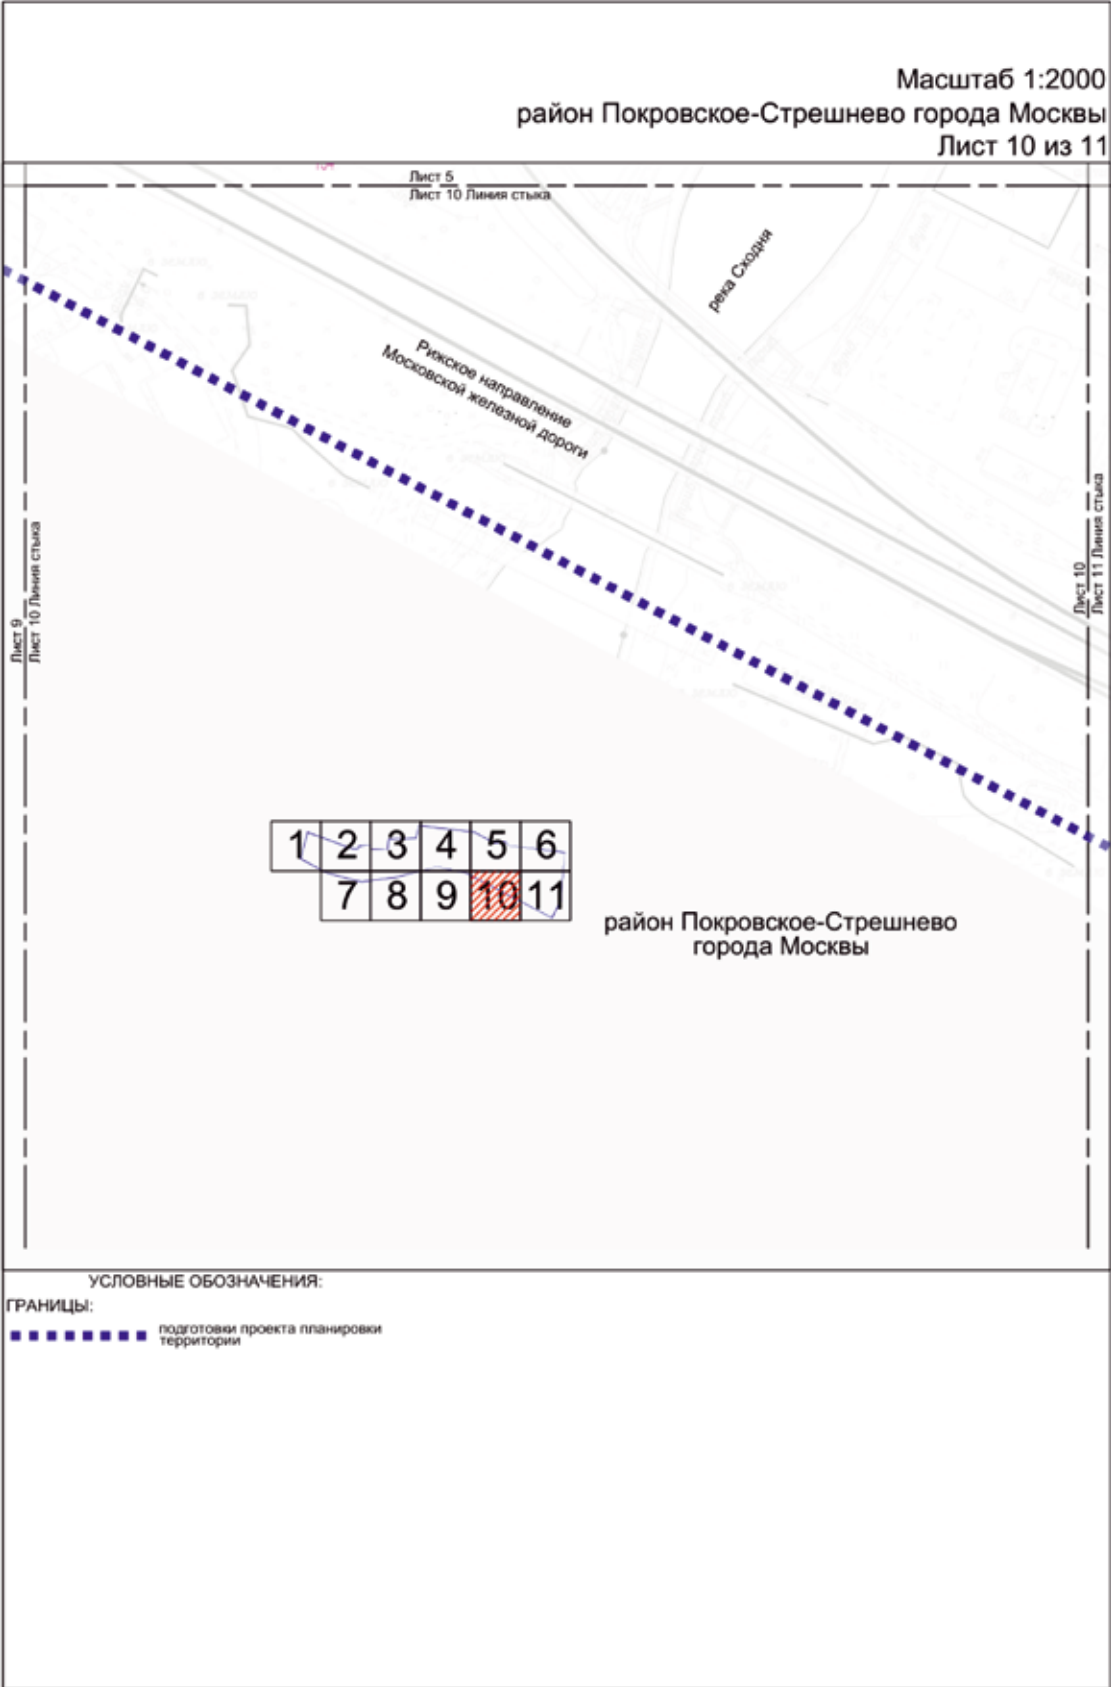 Масштаб 1:2000
район Покровское-Стрешнево города Москвы
Лист 10 из 11
Лист 5
Лист 10 Линия стыка
река Сходня
Рижское направление
Московской железной дороги
Лист 9
Лист 10 Линия стыка
Лист 10
Лист 11 Линия стыка
1 2 3 4 5 6
7 8 9 10 11
район Покровское-Стрешнево
города Москвы
УСЛОВНЫЕ ОБОЗНАЧЕНИЯ:
ГРАНИЦЫ:
подготовки проекта планировки
территории